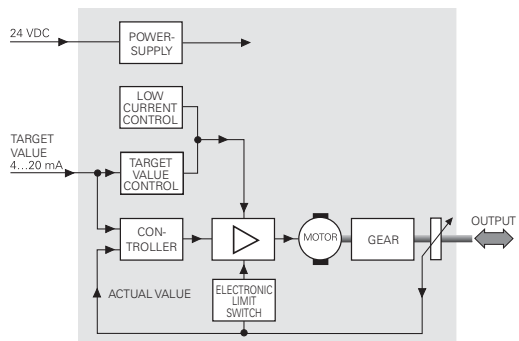 24 VDC
POWER-
SUPPLY
LOW
CURRENT
CONTROL
TARGET
VALUE
4...20 mA
TARGET
VALUE
CONTROL
CON-
TROLLER
MOTOR
GEAR
OUTPUT
ACTUAL VALUE
ELECTRONIC
LIMIT
SWITCH